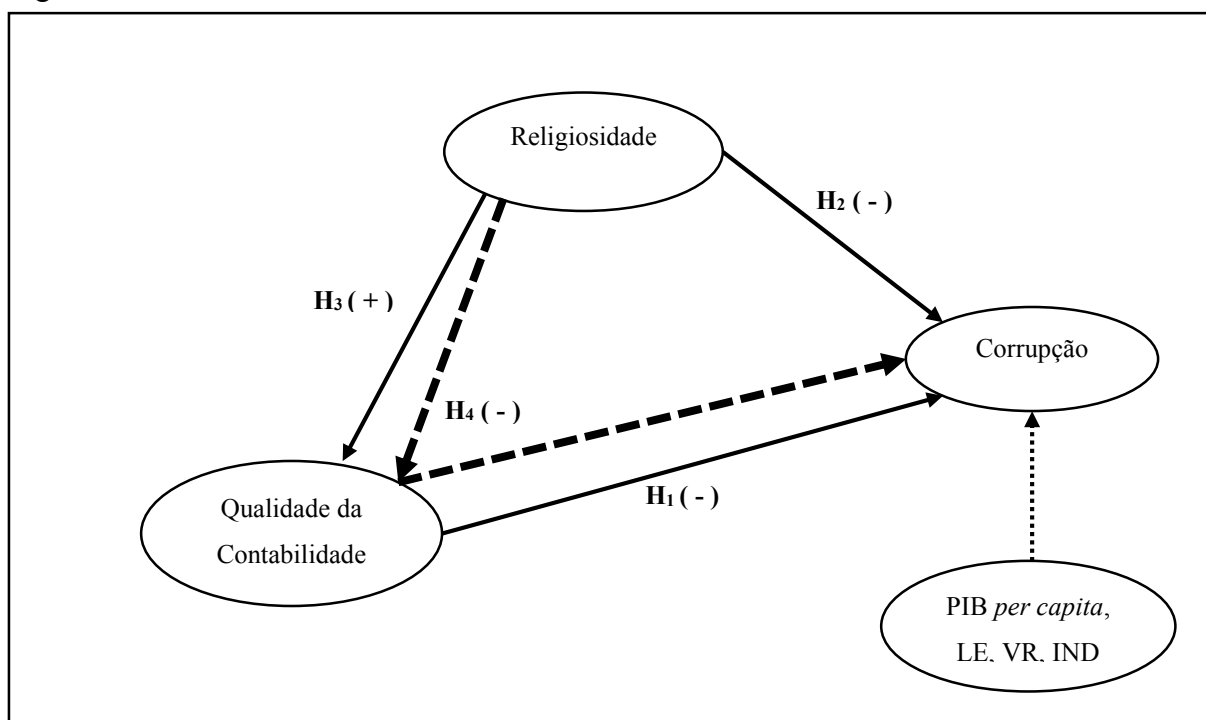 Religiosidade
H₂ ( - )
H₃ ( + )
Corrupção
H₄ ( - )
H₁ ( - )
Qualidade da
Contabilidade
PIB per capita,
LE, VR, IND